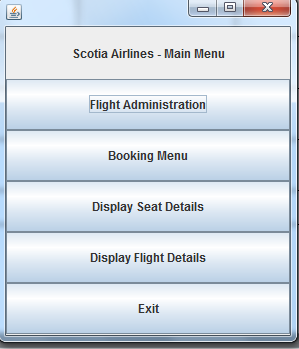 Scotia Airlines - Main Menu
Flight Administration
Booking Menu
Display Seat Details
Display Flight Details
Exit